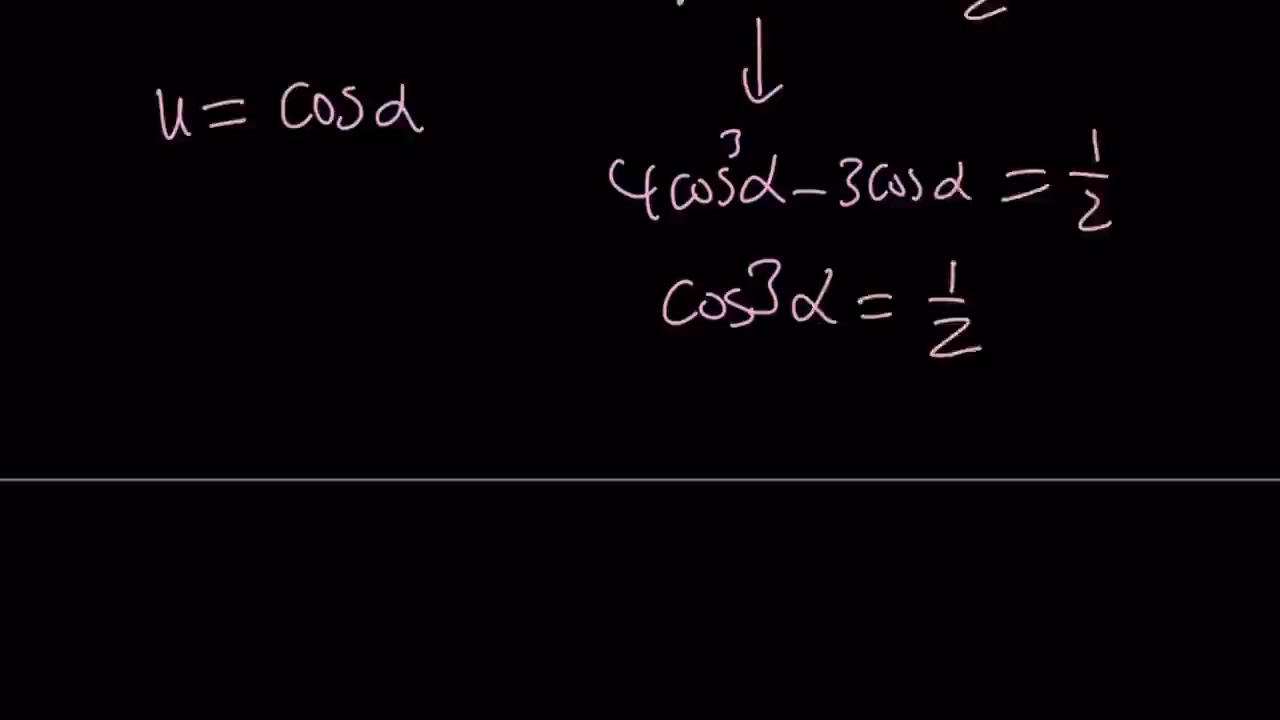 u = cosα
4cos³α - 3cosα = 1/2
cos3α = 1/2